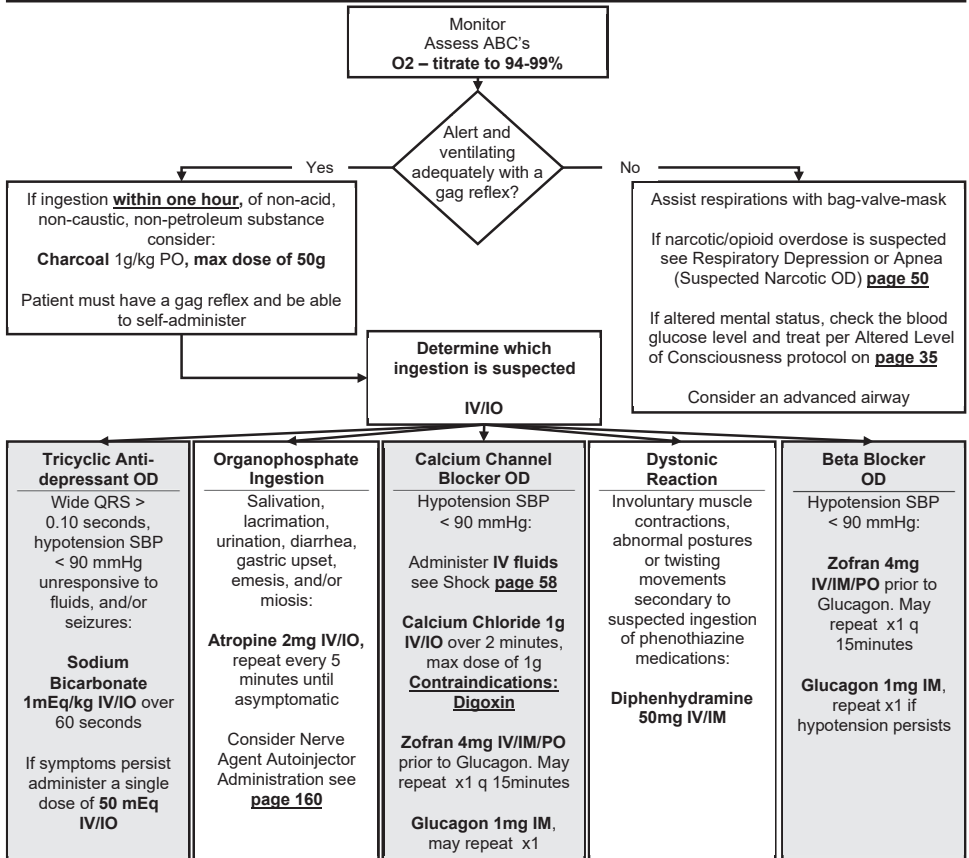 Monitor
Assess ABC's
O2 – titrate to 94-99%
Alert and
ventilating
adequately with a
gag reflex?
Yes
No
If ingestion within one hour, of non-acid,
non-caustic, non-petroleum substance
consider:
Charcoal 1g/kg PO, max dose of 50g
Patient must have a gag reflex and be able
to self-administer
Assist respirations with bag-valve-mask
If narcotic/opioid overdose is suspected
see Respiratory Depression or Apnea
(Suspected Narcotic OD) page 50
If altered mental status, check the blood
glucose level and treat per Altered Level
of Consciousness protocol on page 35
Consider an advanced airway
Determine which
ingestion is suspected
IV/IO
Tricyclic Anti-
depressant OD
Wide QRS >
0.10 seconds,
hypotension SBP
< 90 mmHg
unresponsive to
fluids, and/or
seizures:
Sodium
Bicarbonate
1mEq/kg IV/IO over
60 seconds
If symptoms persist
administer a single
dose of 50 mEq
IV/IO
Organophosphate
Ingestion
Salivation,
lacrimation,
urination, diarrhea,
gastric upset,
emesis, and/or
miosis:
Atropine 2mg IV/IO,
repeat every 5
minutes until
asymptomatic
Consider Nerve
Agent Autoinjector
Administration see
page 160
Calcium Channel
Blocker OD
Hypotension SBP
< 90 mmHg:
Administer IV fluids
see Shock page 58
Calcium Chloride 1g
IV/IO over 2 minutes,
max dose of 1g
Contraindications:
Digoxin
Zofran 4mg IV/IM/PO
prior to Glucagon. May
repeat x1 q 15minutes
Glucagon 1mg IM,
may repeat x1
Dystonic
Reaction
Involuntary muscle
contractions,
abnormal postures
or twisting
movements
secondary to
suspected ingestion
of phenothiazine
medications:
Diphenhydramine
50mg IV/IM
Beta Blocker
OD
Hypotension SBP
< 90 mmHg:
Zofran 4mg
IV/IM/PO prior to
Glucagon. May
repeat x1 q
15minutes
Glucagon 1mg IM,
repeat x1 if
hypotension persists